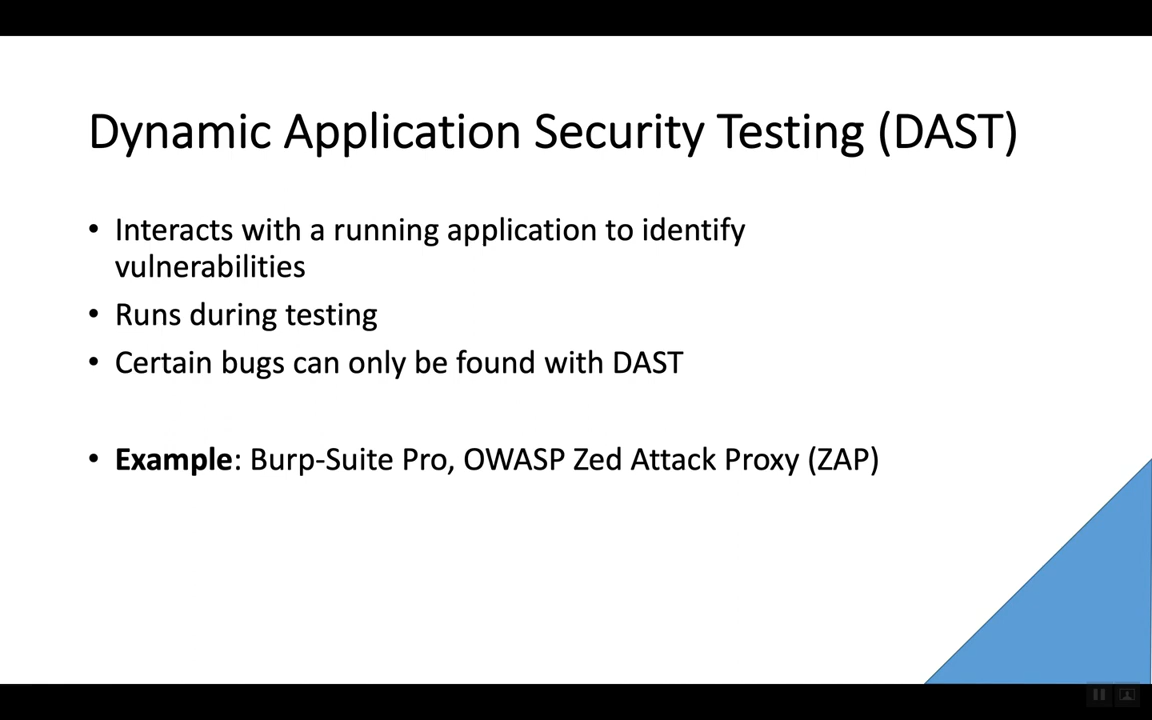 Dynamic Application Security Testing (DAST)
• Interacts with a running application to identify
vulnerabilities
• Runs during testing
• Certain bugs can only be found with DAST
• Example: Burp-Suite Pro, OWASP Zed Attack Proxy (ZAP)